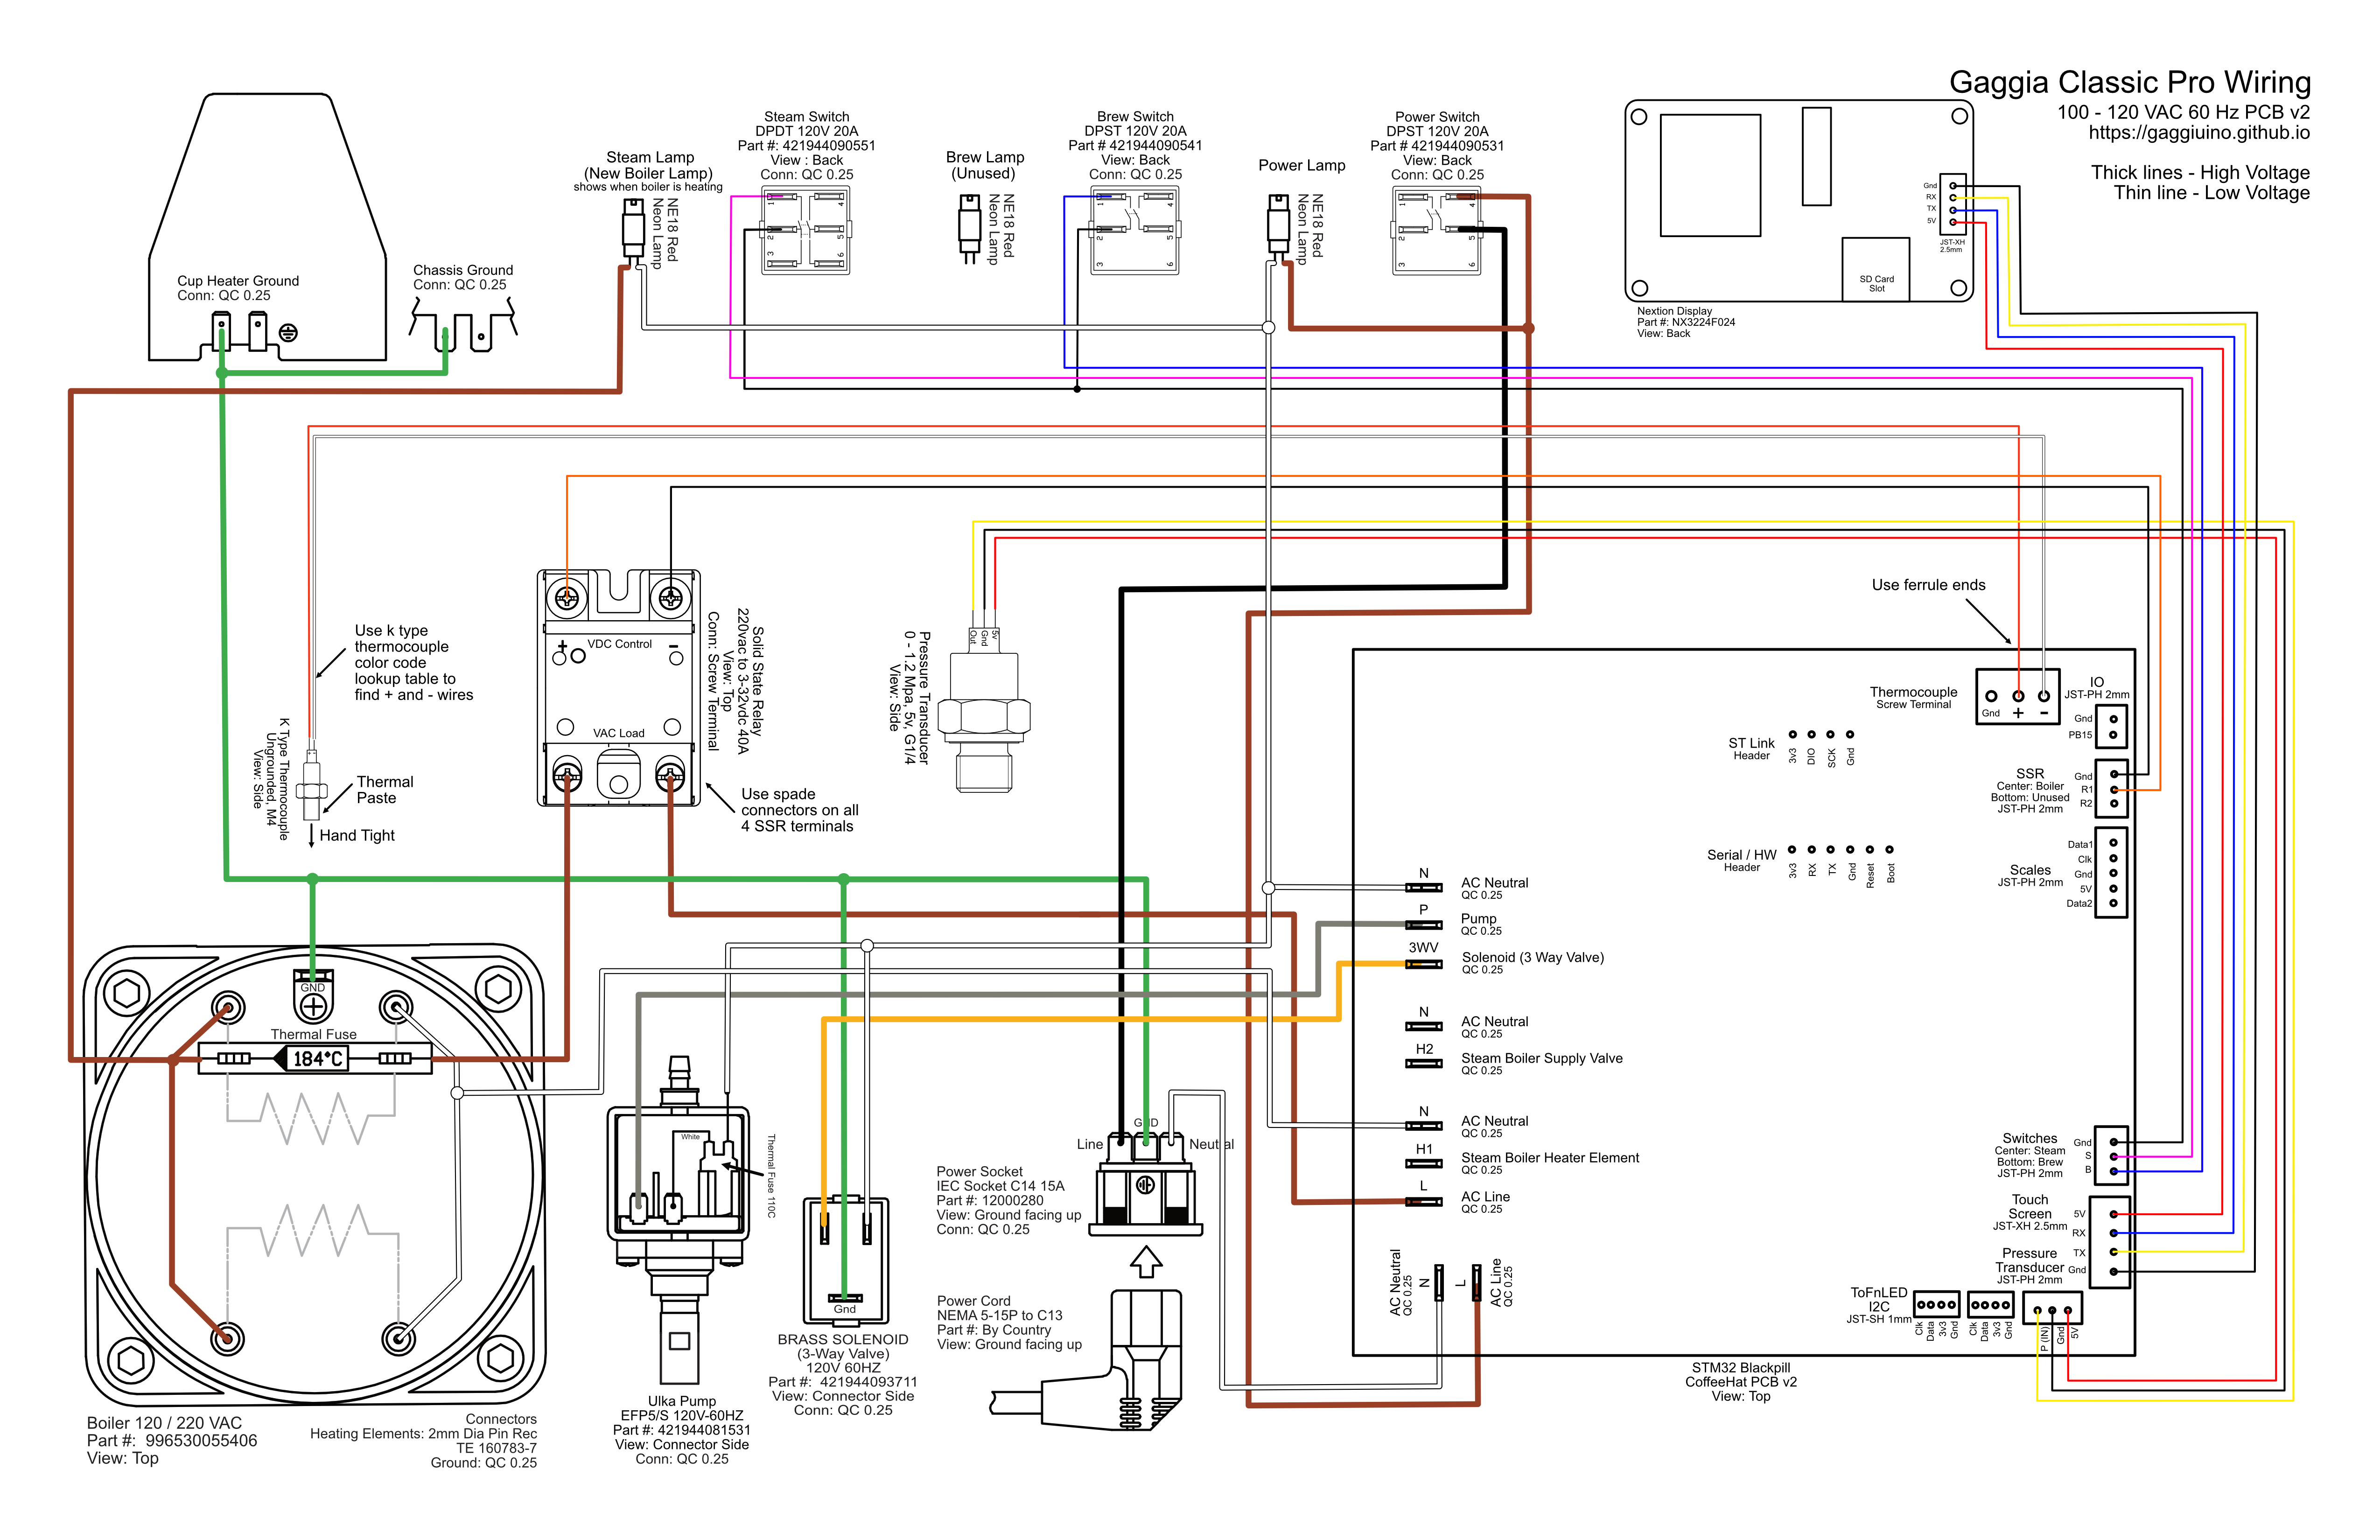 Gaggia Classic Pro Wiring
100 - 120 VAC 60 Hz PCB v2
https://gaggiuino.github.io
Thick lines - High Voltage
Thin line - Low Voltage
Cup Heater Ground
Conn: QC 0.25
Chassis Ground
Conn: QC 0.25
Steam Lamp
(New Boiler Lamp)
shows when boiler is heating
NE18 Red
Neon Lamp
Steam Switch
DPDT 120V 20A
Part #: 421944090551
View : Back
Conn: QC 0.25
1
2
3
4
5
6
Brew Lamp
(Unused)
NE18 Red
Neon Lamp
Brew Switch
DPST 120V 20A
Part # 421944090541
View: Back
Conn: QC 0.25
1
2
3
4
5
6
Power Lamp
NE18 Red
Neon Lamp
Power Switch
DPST 120V 20A
Part # 421944090531
View: Back
Conn: QC 0.25
1
2
3
4
5
6
Gnd
RX
TX
5V
JST-XH
2.5mm
SD Card
Slot
Nextion Display
Part #: NX3224F024
View: Back
Use k type
thermocouple
color code
lookup table to
find + and - wires
K Type Thermocouple
Ungrounded, M4
View: Side
Thermal
Paste
Hand Tight
+
VDC Control
-
VAC Load
Solid State Relay
220vac to 3-32vdc 40A
View: Top
Conn: Screw Terminal
Use spade
connectors on all
4 SSR terminals
Out
Gnd
5v
Pressure Transducer
0 - 1.2 Mpa, 5v, G1/4
View: Side
Use ferrule ends
Thermocouple
Screw Terminal
Gnd
+
-
IO
JST-PH 2mm
Gnd
PB15
ST Link
Header
3v3
DIO
SCK
Gnd
SSR
Center: Boiler
Bottom: Unused
JST-PH 2mm
Gnd
R1
R2
Serial / HW
Header
3v3
RX
TX
Gnd
Reset
Boot
Scales
JST-PH 2mm
Data1
Clk
Gnd
5V
Data2
N
AC Neutral
QC 0.25
P
Pump
QC 0.25
3WV
Solenoid (3 Way Valve)
QC 0.25
N
AC Neutral
QC 0.25
H2
Steam Boiler Supply Valve
QC 0.25
N
AC Neutral
QC 0.25
H1
Steam Boiler Heater Element
QC 0.25
L
AC Line
QC 0.25
AC Neutral
QC 0.25
N
L
AC Line
QC 0.25
Switches
Center: Steam
Bottom: Brew
JST-PH 2mm
Gnd
S
B
Touch
Screen
JST-XH 2.5mm
5V
RX
TX
Gnd
Pressure
Transducer
JST-PH 2mm
ToFnLED
I2C
JST-SH 1mm
Clk
Data
3v3
Gnd
Clk
Data
3v3
Gnd
P (IN)
Gnd
5V
STM32 Blackpill
CoffeeHat PCB v2
View: Top
GND
Thermal Fuse
184°C
Boiler 120 / 220 VAC
Part #: 996530055406
View: Top
Connectors
Heating Elements: 2mm Dia Pin Rec
TE 160783-7
Ground: QC 0.25
White
Thermal Fuse 110C
Ulka Pump
EFP5/S 120V-60HZ
Part #: 421944081531
View: Connector Side
Conn: QC 0.25
Gnd
BRASS SOLENOID
(3-Way Valve)
120V 60HZ
Part #: 421944093711
View: Connector Side
Conn: QC 0.25
GND
Line
Neutral
Power Socket
IEC Socket C14 15A
Part #: 12000280
View: Ground facing up
Conn: QC 0.25
Power Cord
NEMA 5-15P to C13
Part #: By Country
View: Ground facing up